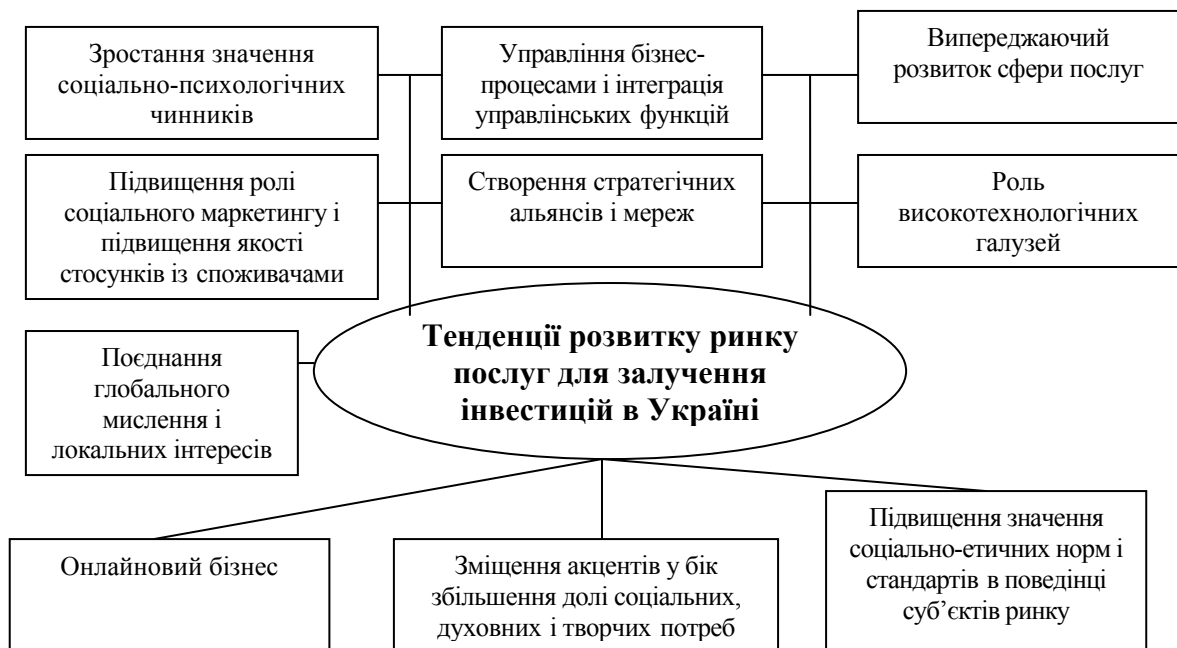 Зростання значення
соціально-психологічних
чинників
Управління бізнес-
процесами і інтеграція
управлінських функцій
Випереджаючий
розвиток сфери послуг
Підвищення ролі
соціального маркетингу і
підвищення якості
стосунків із споживачами
Створення стратегічних
альянсів і мереж
Роль
високотехнологічних
галузей
Поєднання
глобального
мислення і
локальних інтересів
Тенденції розвитку ринку
послуг для залучення
інвестицій в Україні
Онлайновий бізнес
Зміщення акцентів у бік
збільшення долі соціальних,
духовних і творчих потреб
Підвищення значення
соціально-етичних норм і
стандартів в поведінці
суб’єктів ринку